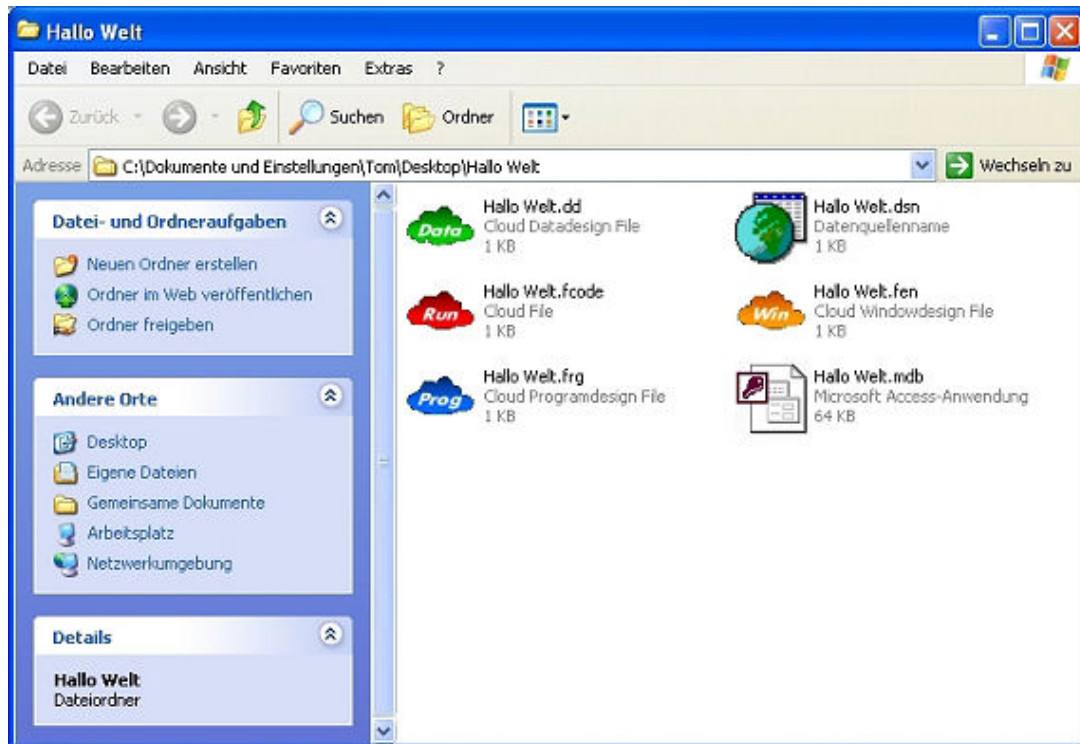 Hallo Welt
Datei Bearbeiten Ansicht Favoriten Extras ?
Zurück Suchen Ordner
Adresse C:\Dokumente und Einstellungen\Tom\Desktop\Hallo Welt Wechseln zu
Datei- und Ordneraufgaben
Neuen Ordner erstellen
Ordner im Web veröffentlichen
Ordner freigeben
Andere Orte
Desktop
Eigene Dateien
Gemeinsame Dokumente
Arbeitsplatz
Netzwerkumgebung
Details
Hallo Welt
Dateiordner
Data
Hallo Welt.dd
Cloud Datadesign File
1 KB
Hallo Welt.dsn
Datenquellenname
1 KB
Run
Hallo Welt.fcode
Cloud File
1 KB
Win
Hallo Welt.fen
Cloud Windowdesign File
1 KB
Prog
Hallo Welt.frg
Cloud Programdesign File
1 KB
Hallo Welt.mdb
Microsoft Access-Anwendung
64 KB